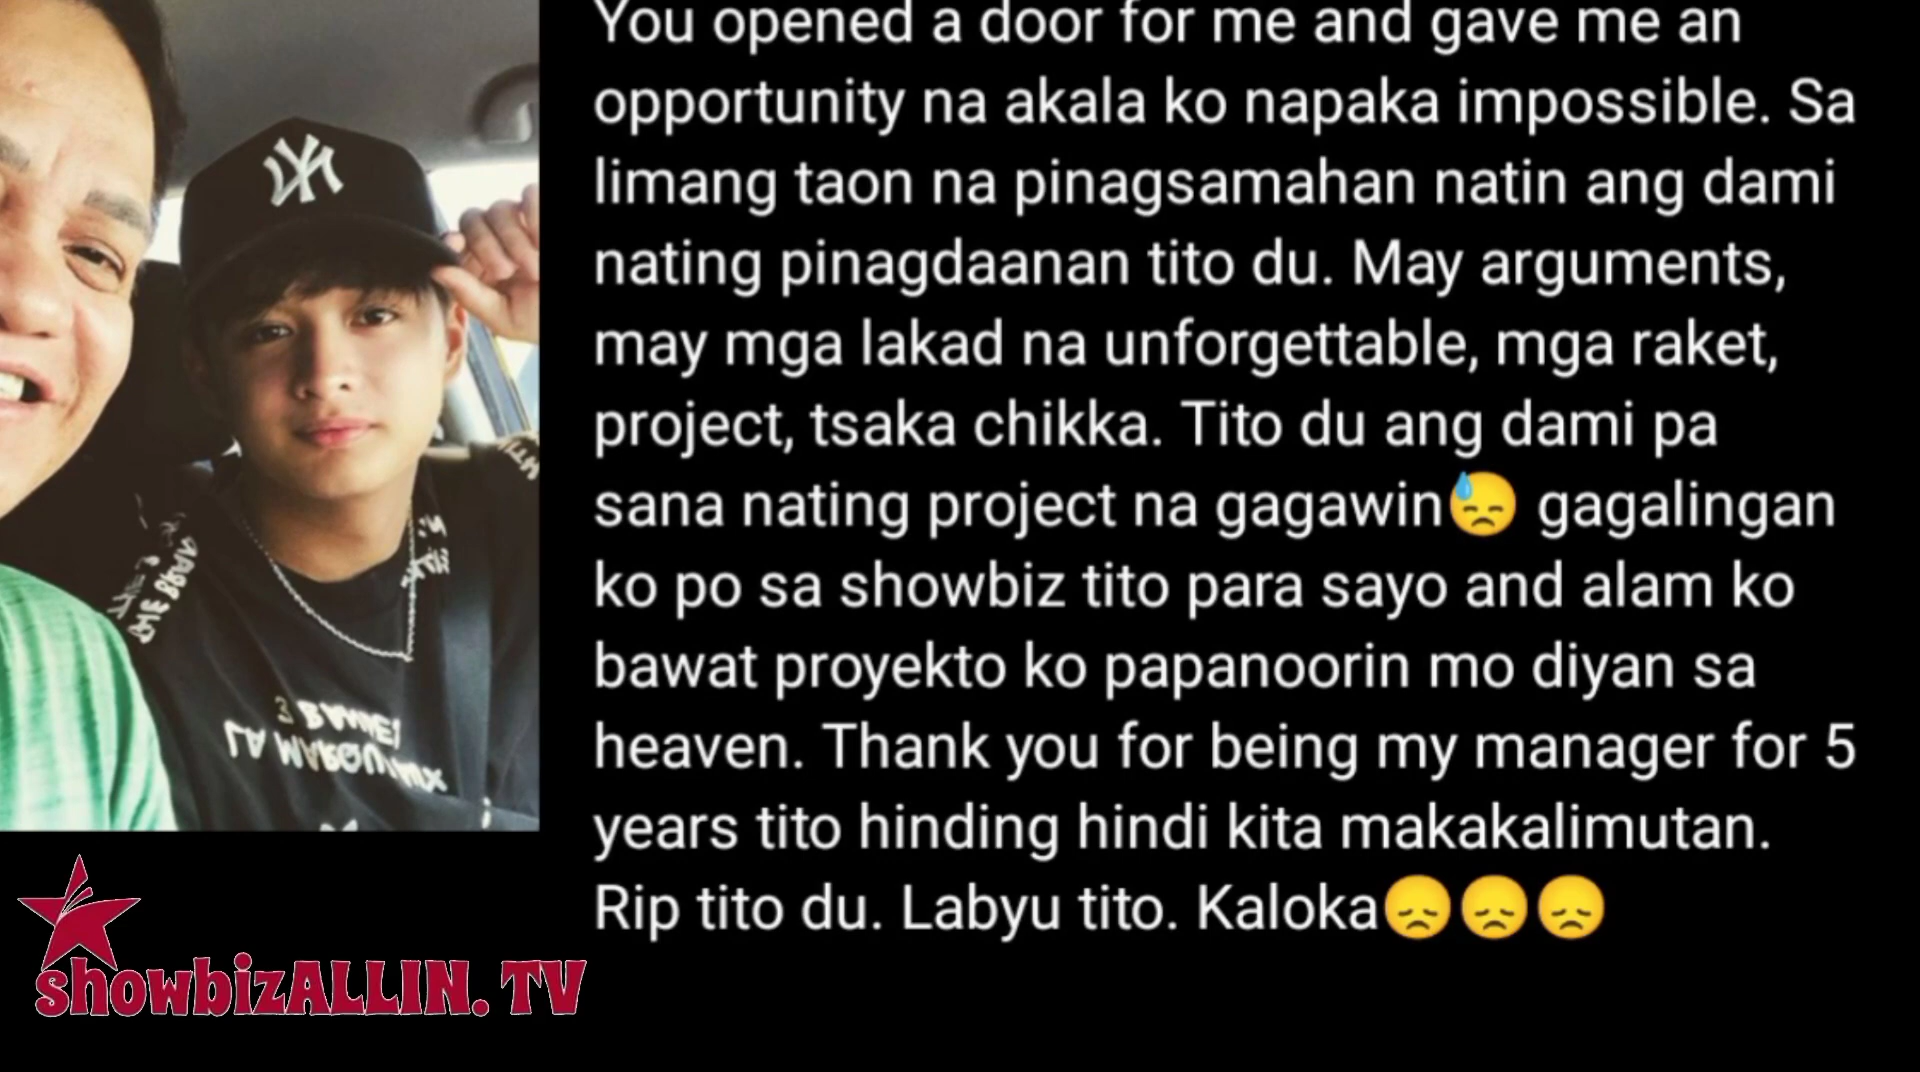 You opened a door for me and gave me an
opportunity na akala ko napaka impossible. Sa
limang taon na pinagsamahan natin ang dami
nating pinagdaanan tito du. May arguments,
may mga lakad na unforgettable, mga raket,
project, tsaka chikka. Tito du ang dami pa
sana nating project na gagawin😓 gagalingan
ko po sa showbiz tito para sayo and alam ko
bawat proyekto ko papanoorin mo diyan sa
heaven. Thank you for being my manager for 5
years tito hinding hindi kita makakalimutan.
Rip tito du. Labyu tito. Kaloka😞😞😞
showbizALLIN.TV